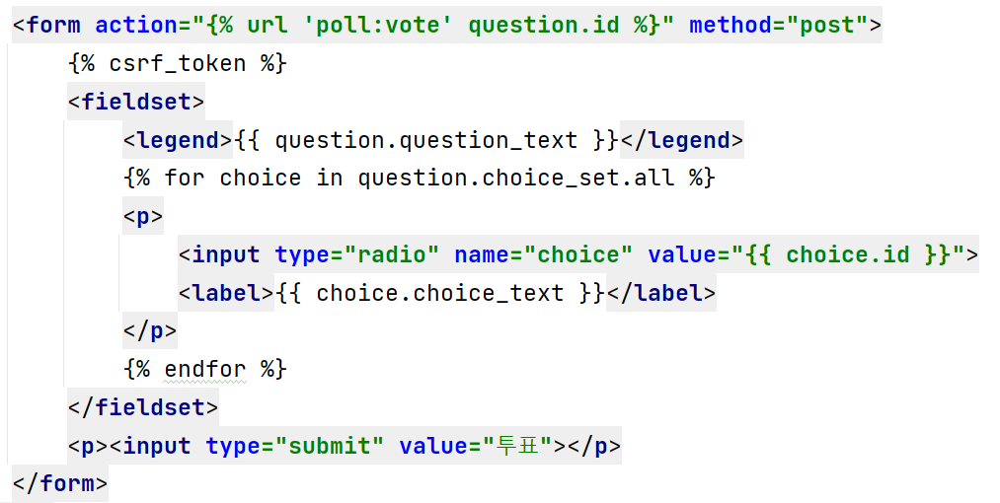 <form action="{% url 'poll:vote' question.id %}" method="post">
    {% csrf_token %}
    <fieldset>
        <legend>{{ question.question_text }}</legend>
        {% for choice in question.choice_set.all %}
        <p>
            <input type="radio" name="choice" value="{{ choice.id }}">
            <label>{{ choice.choice_text }}</label>
        </p>
        {% endfor %}
    </fieldset>
    <p><input type="submit" value="투표"></p>
</form>